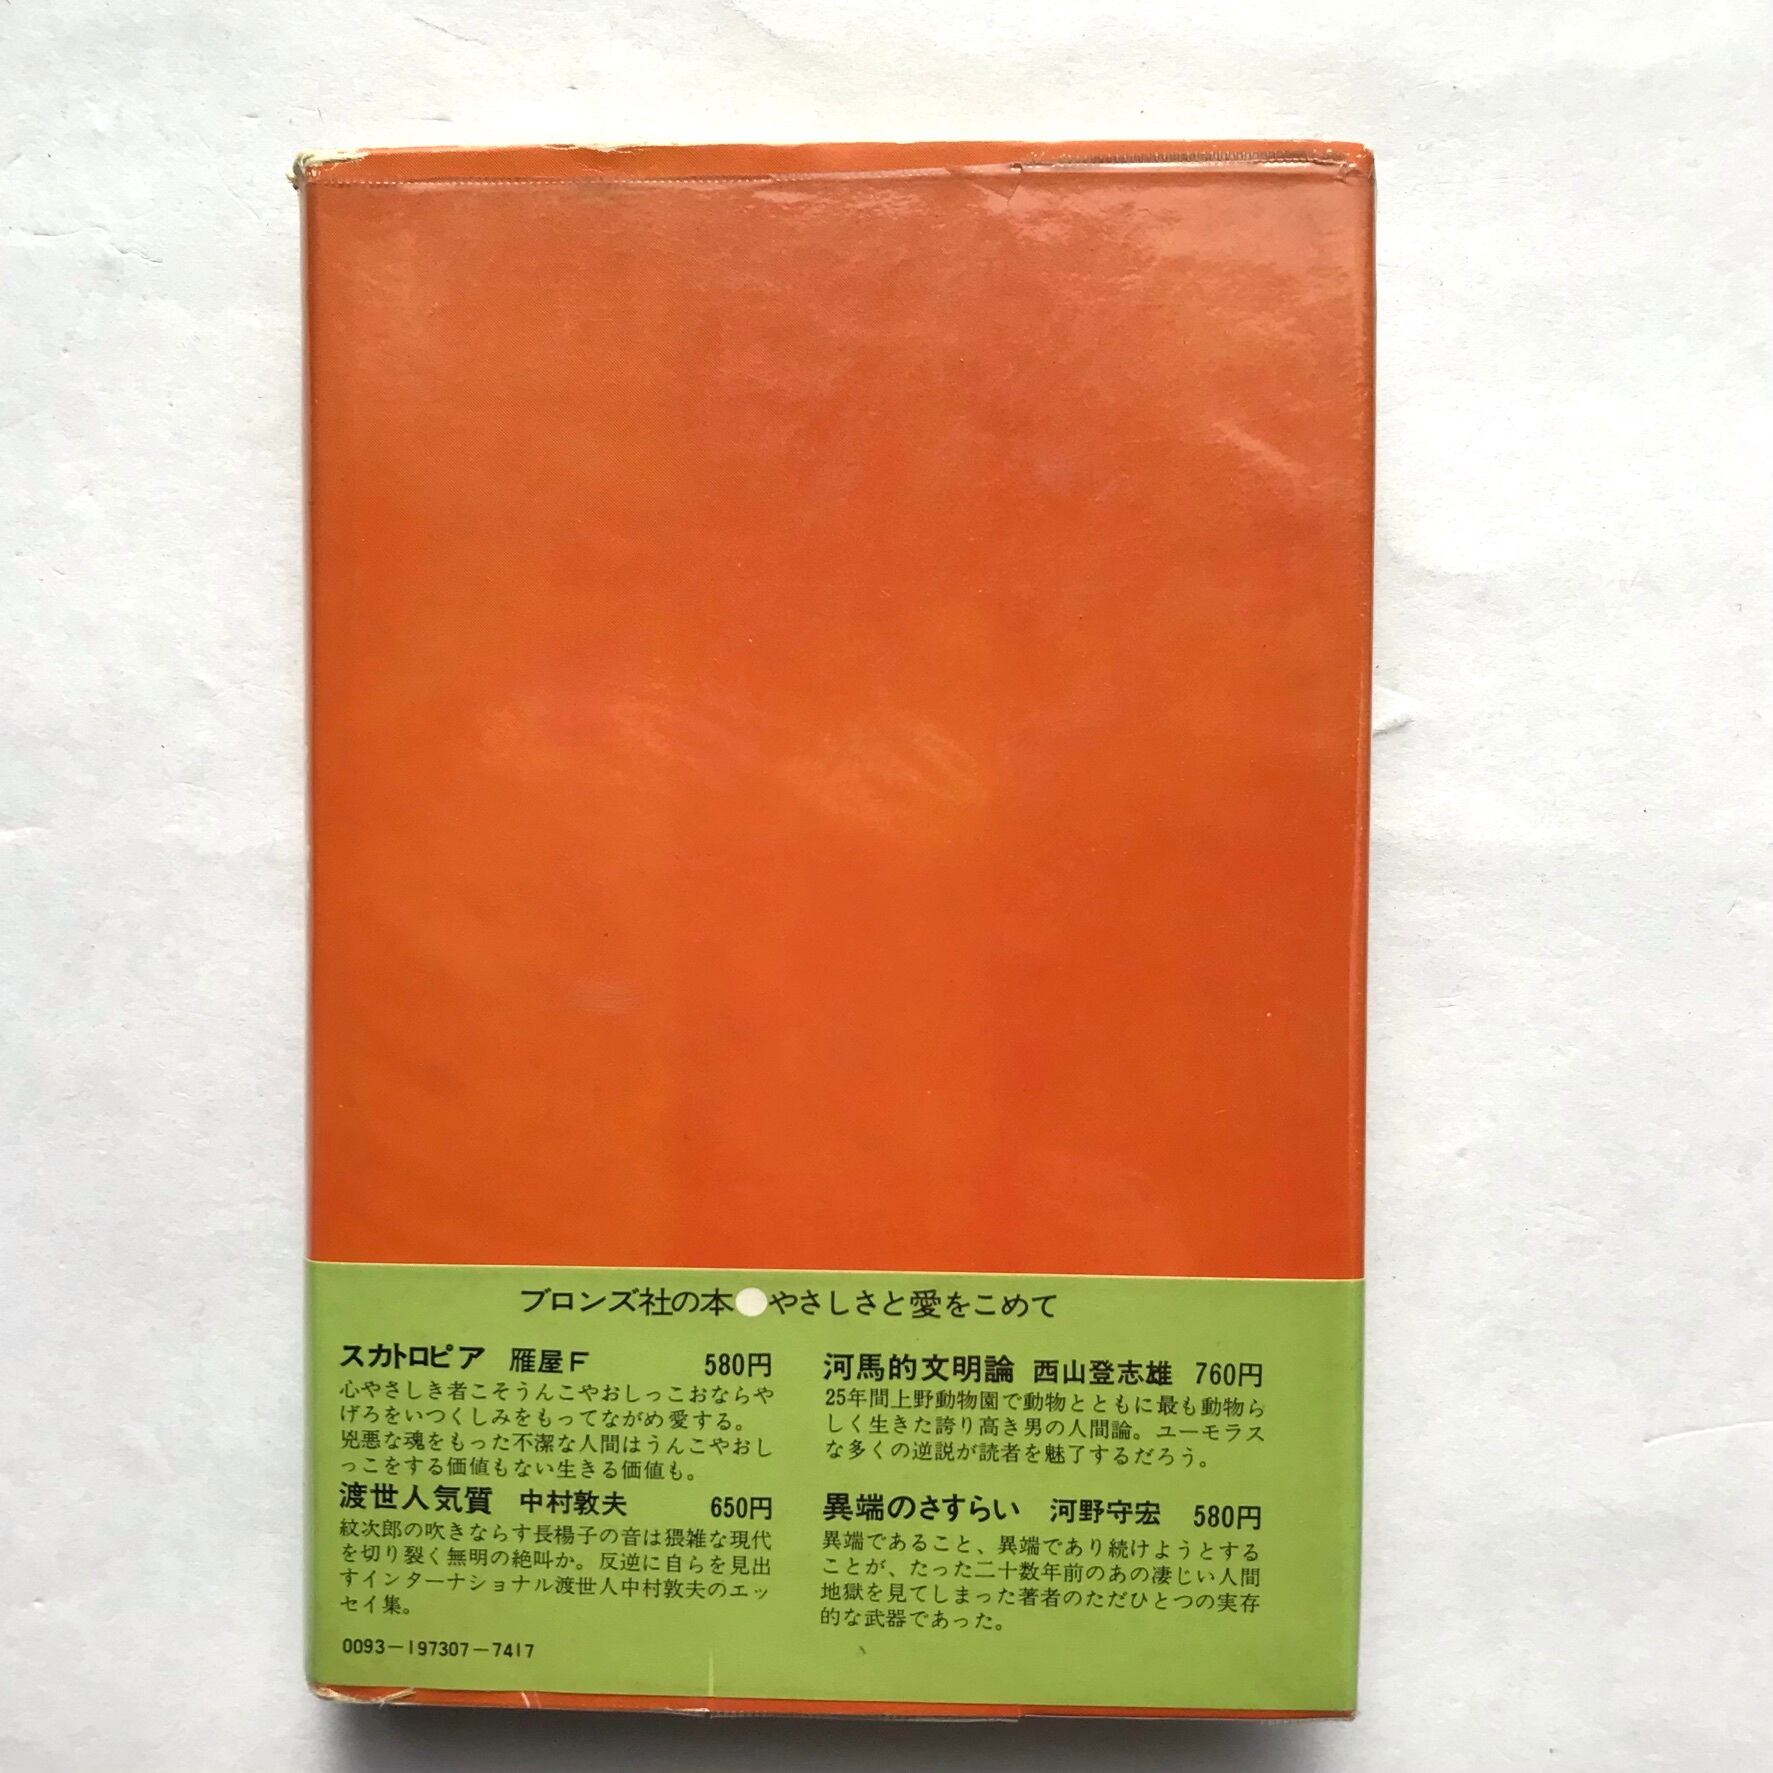 ブロンズ社の本●やさしさと愛をこめて
スカトロピア 雁屋F 580円
心やさしき者こそうんこやおしっこおならや
げろをいつくしみをもってながめ愛する。
兇悪な魂をもった不潔な人間はうんこやおし
っこをする価値もない生きる価値も。
渡世人気質 中村敦夫 650円
紋次郎の吹きならす長楊子の音は猥雑な現代
を切り裂く無明の絶叫か。反逆に自らを見出
すインターナショナル渡世人中村敦夫のエッ
セイ集。
0093-197307-7417
河馬的文明論 西山登志雄 760円
25年間上野動物園で動物とともに最も動物ら
しく生きた誇り高き男の人間論。ユーモラス
な多くの逆説が読者を魅了するだろう。
異端のさすらい 河野守宏 580円
異端であること、異端であり続けようとする
ことが、たった二十数年前のあの凄じい人間
地獄を見てしまった著者のただひとつの実存
的な武器であった。